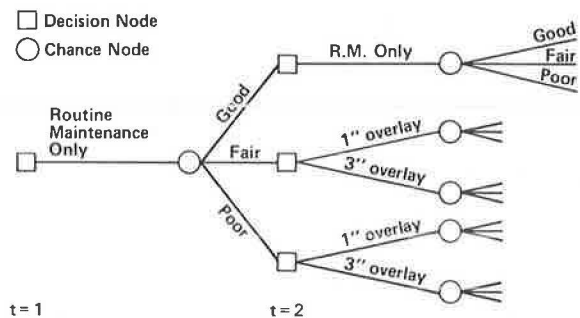 Decision Node
Chance Node
Routine
Maintenance
Only
Good
Fair
Poor
R.M. Only
Good
Fair
Poor
1" overlay
3" overlay
1" overlay
3" overlay
t=1
t=2